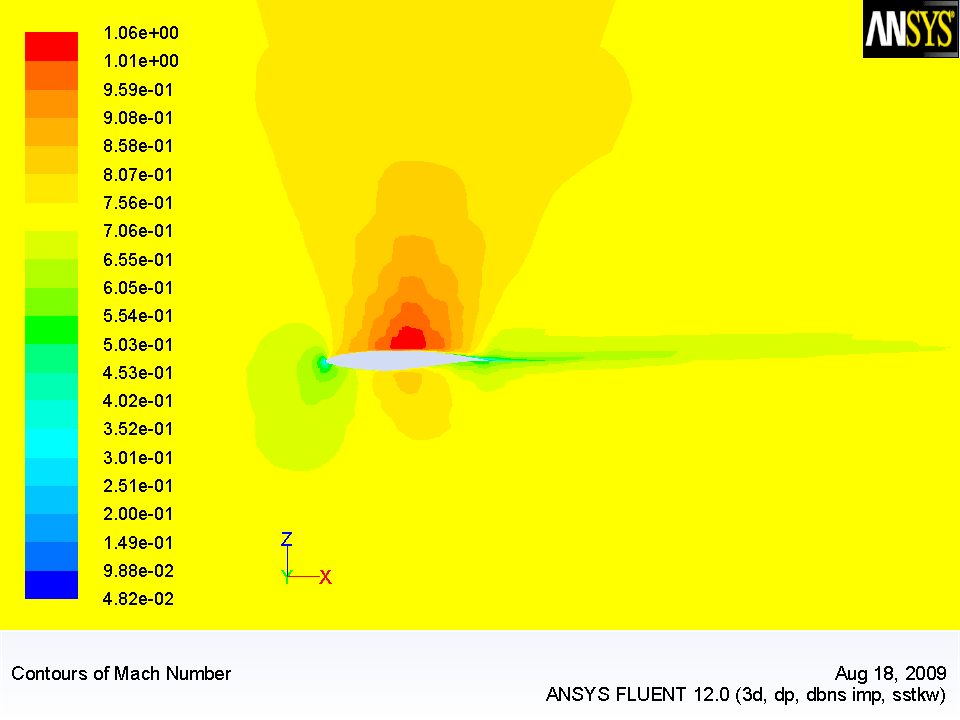 ANSYS
1.06e+00
1.01e+00
9.59e-01
9.08e-01
8.58e-01
8.07e-01
7.56e-01
7.06e-01
6.55e-01
6.05e-01
5.54e-01
5.03e-01
4.53e-01
4.02e-01
3.52e-01
3.01e-01
2.51e-01
2.00e-01
1.49e-01
9.88e-02
4.82e-02
Z
Y X
Contours of Mach Number
Aug 18, 2009
ANSYS FLUENT 12.0 (3d, dp, dbns imp, sstkw)